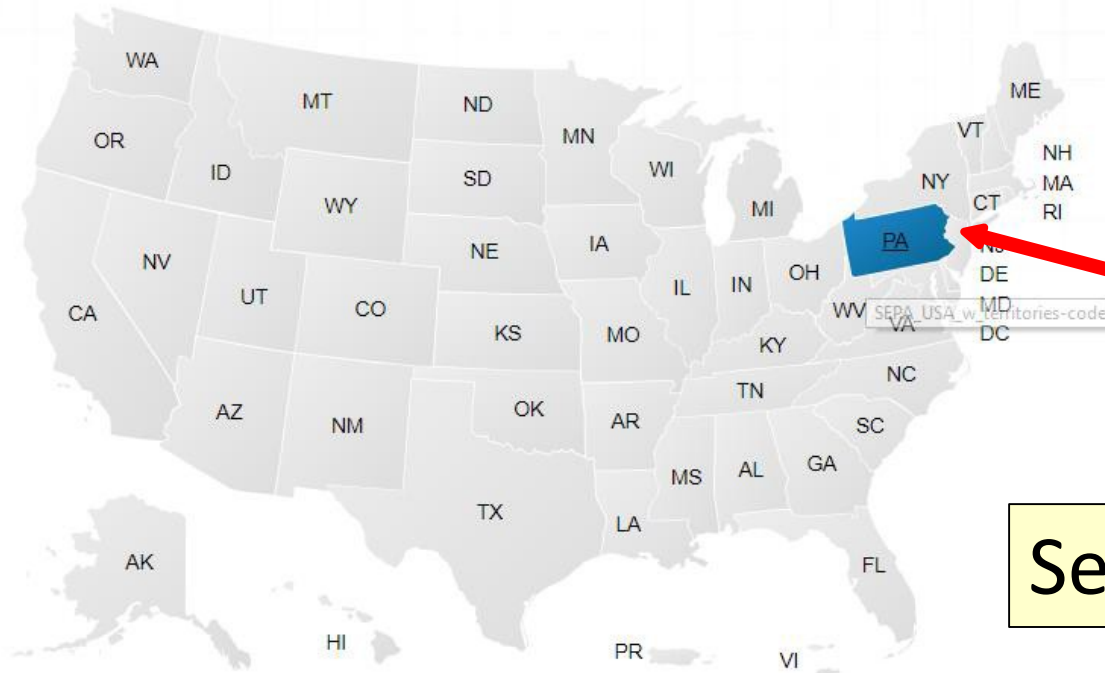 WA
MT
ND
MN
ME
VT
NH
OR
ID
SD
WI
MI
NY
MA
CT
RI
WY
NV
NE
IA
PA
NJ
UT
CO
IL
IN
OH
DE
CA
KS
MO
WV
MD
SEPA_USA_w_territories-code
VA
DC
KY
AZ
NM
OK
AR
TN
NC
SC
MS
AL
GA
TX
LA
FL
AK
HI
PR
VI
Se